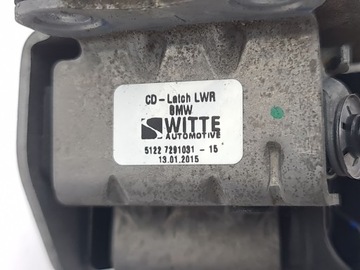 CD-Latch LWR
BMW
WITTE
AUTOMOTIVE
5122 7291031 - 15
13.01.2015